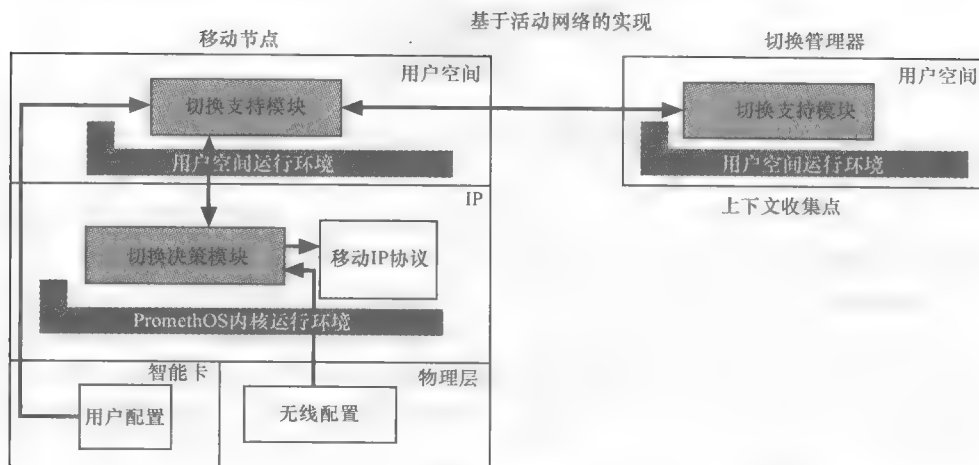 基于活动网络的实现
移动节点
切换管理器
用户空间
用户空间
切换支持模块
切换支持模块
用户空间运行环境
用户空间运行环境
IP
上下文收集点
切换决策模块
移动IP协议
PromethOS内核运行环境
智能卡
物理层
用户配置
无线配置